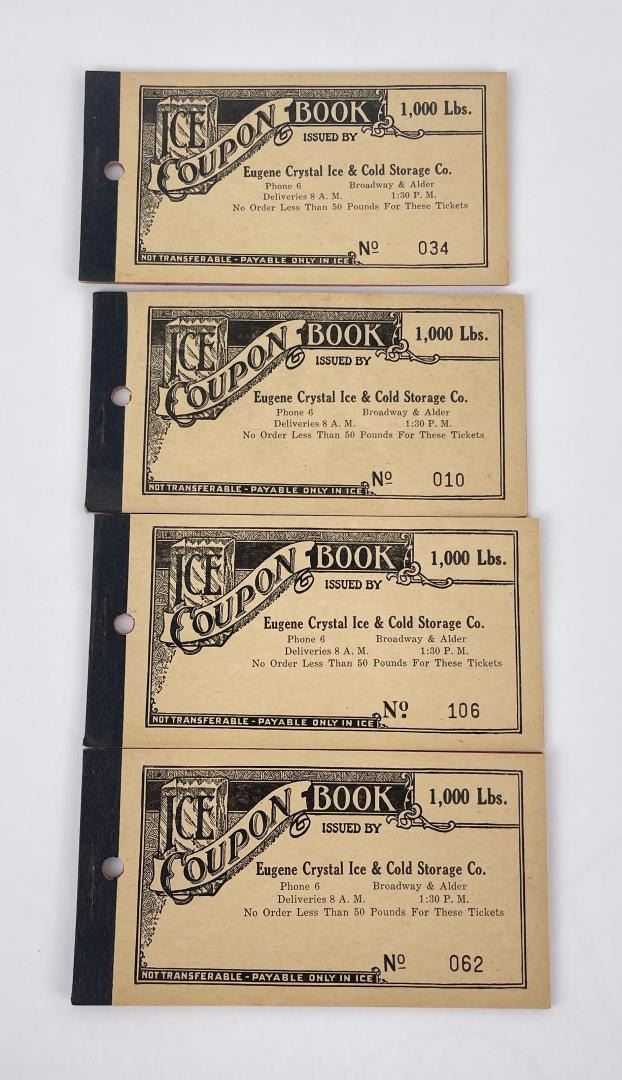 ICE COUPON BOOK 1,000 Lbs.
ISSUED BY
Eugene Crystal Ice & Cold Storage Co.
Phone 6 Broadway & Alder
Deliveries 8 A. M. 1:30 P. M.
No Order Less Than 50 Pounds For These Tickets
No 034
NOT TRANSFERABLE - PAYABLE ONLY IN ICE
ICE COUPON BOOK 1,000 Lbs.
ISSUED BY
Eugene Crystal Ice & Cold Storage Co.
Phone 6 Broadway & Alder
Deliveries 8 A. M. 1:30 P. M.
No Order Less Than 50 Pounds For These Tickets
No 010
NOT TRANSFERABLE - PAYABLE ONLY IN ICE
ICE COUPON BOOK 1,000 Lbs.
ISSUED BY
Eugene Crystal Ice & Cold Storage Co.
Phone 6 Broadway & Alder
Deliveries 8 A. M. 1:30 P. M.
No Order Less Than 50 Pounds For These Tickets
No. 106
NOT TRANSFERABLE - PAYABLE ONLY IN ICE
ICE COUPON BOOK 1,000 Lbs.
ISSUED BY
Eugene Crystal Ice & Cold Storage Co.
Phone 6 Broadway & Alder
Deliveries 8 A. M. 1:30 P. M.
No Order Less Than 50 Pounds For These Tickets
No 062
NOT TRANSFERABLE - PAYABLE ONLY IN ICE